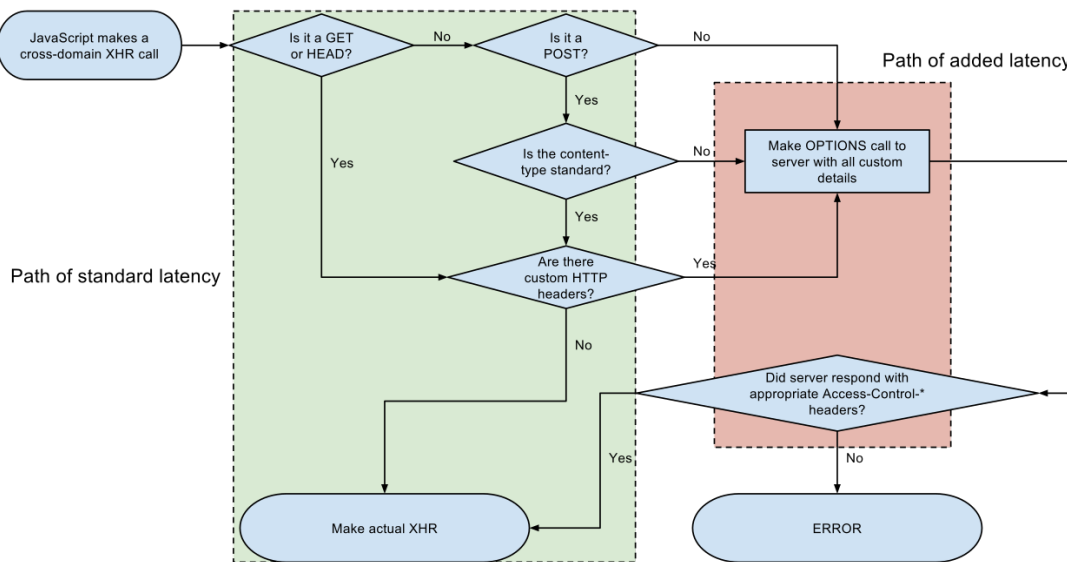 JavaScript makes a
cross-domain XHR call
Is it a GET
or HEAD?
No
Is it a
POST?
No
Path of added latency
Yes
Is the content-
type standard?
No
Make OPTIONS call to
server with all custom
details
Yes
Yes
Path of standard latency
Are there
custom HTTP
headers?
Yes
No
Did server respond with
appropriate Access-Control-*
headers?
Yes
No
Make actual XHR
ERROR